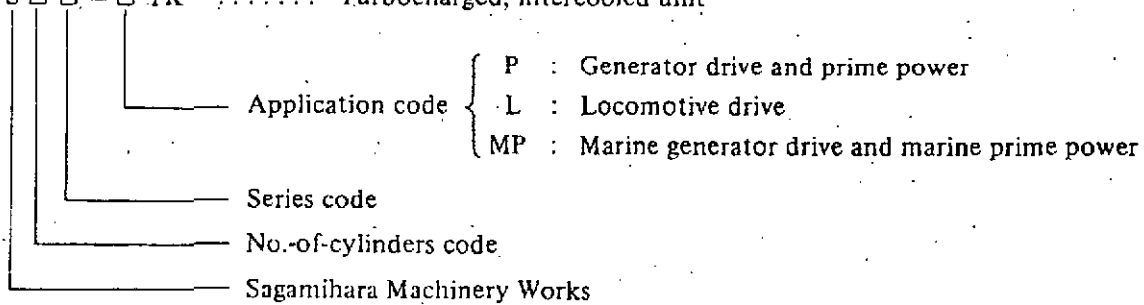 Turbocharged, intercooled unit
P : Generator drive and prime power
Application code
L : Locomotive drive
MP : Marine generator drive and marine prime power
Series code
No.-of-cylinders code
Sagamihara Machinery Works